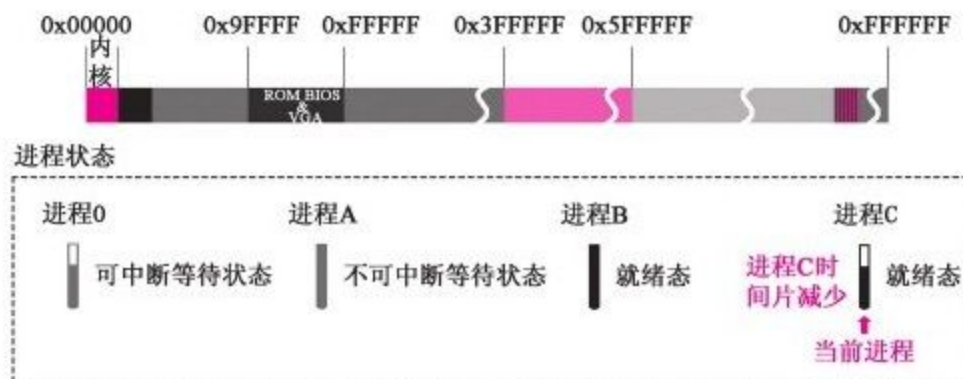 0x00000 0x9FFFF 0xFFFFF 0x3FFFFF 0x5FFFFF 0xFFFFFF
内核
ROM BIOS
&
VGA
进程状态
进程0 进程A 进程B 进程C
可中断等待状态 不可中断等待状态 就绪态 进程C时间片减少 就绪态
当前进程